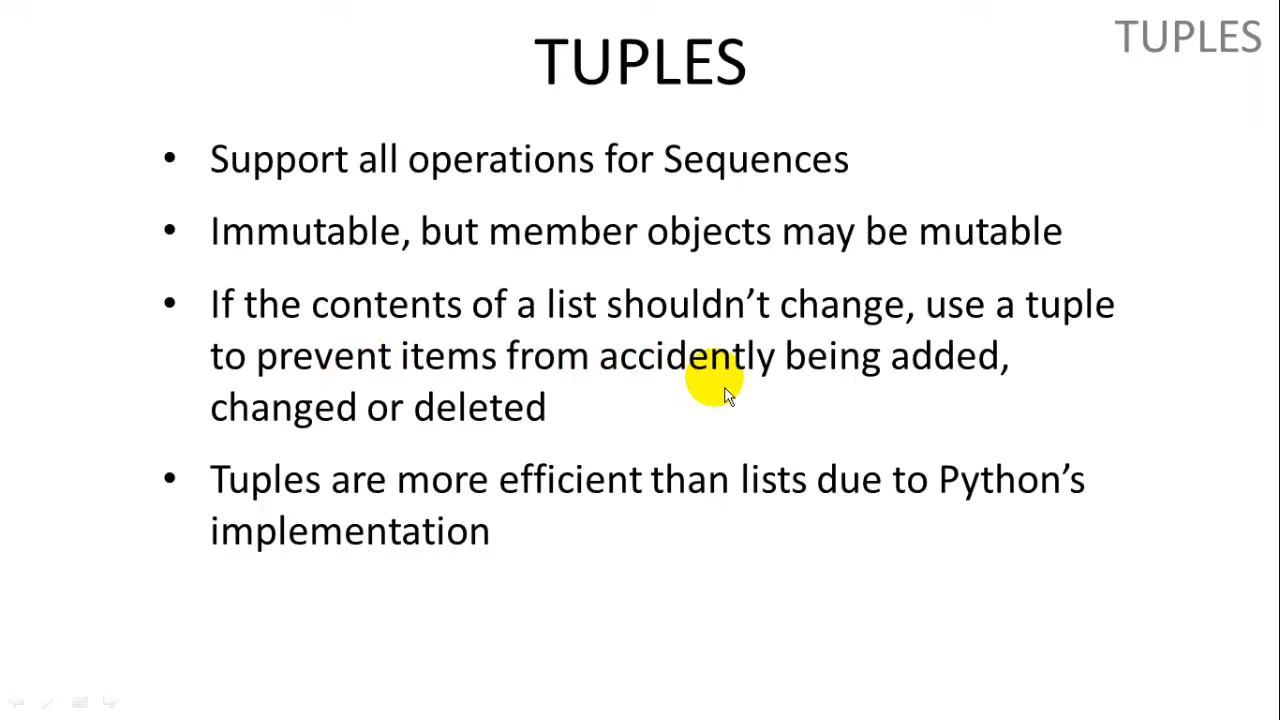 TUPLES
TUPLES
• Support all operations for Sequences
• Immutable, but member objects may be mutable
• If the contents of a list shouldn’t change, use a tuple
to prevent items from accidently being added,
changed or deleted
• Tuples are more efficient than lists due to Python’s
implementation